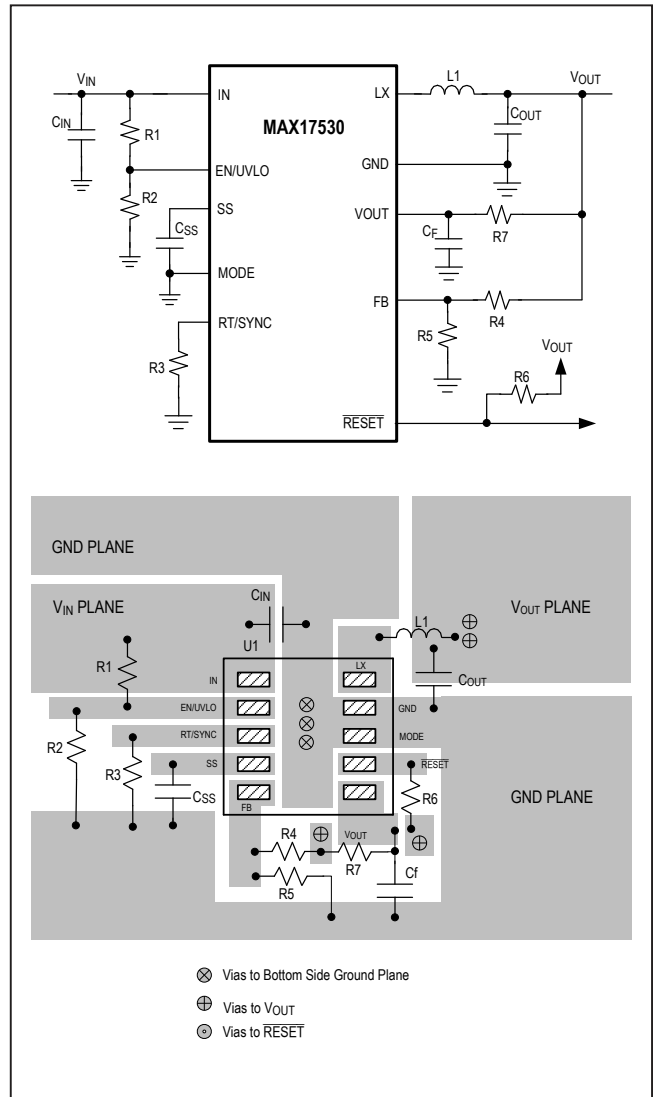 VIN
L1
VOUT
IN
LX
CIN
R1
MAX17530
COUT
GND
EN/UVLO
R2
SS
VOUT
R7
CSS
CF
MODE
FB
R4
RT/SYNC
R5
R3
VOUT
R6
RESET
GND PLANE
VIN PLANE
CIN
L1
VOUT PLANE
U1
R1
IN
LX
COUT
EN/UVLO
GND
R2
RT/SYNC
MODE
R3
SS
RESET
CSS
R6
GND PLANE
FB
R4
VOUT
R7
Cf
R5
Vias to Bottom Side Ground Plane
Vias to VOUT
Vias to RESET